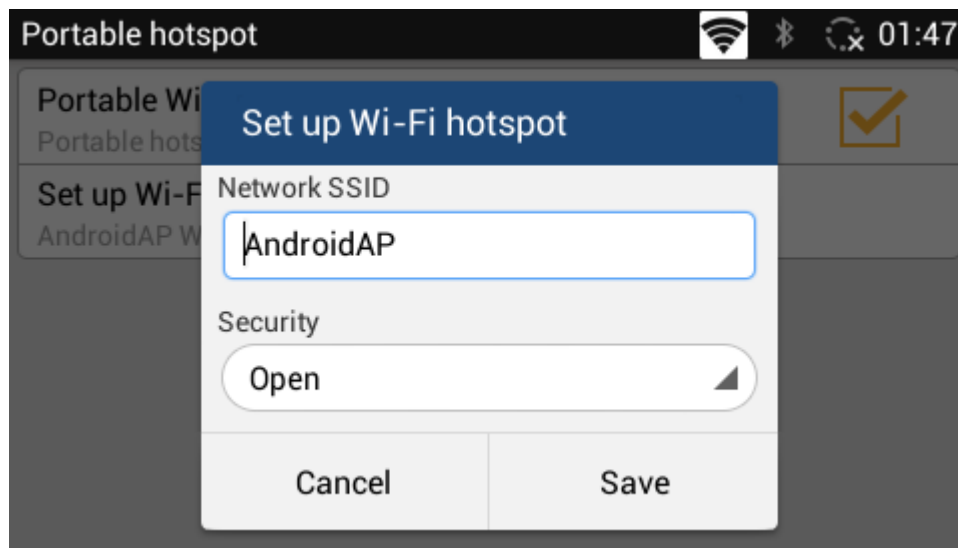 Portable hotspot 01:47
Portable Wi
Portable hots
Set up Wi-F
AndroidAP W
Set up Wi-Fi hotspot
Network SSID
AndroidAP
Security
Open
Cancel Save